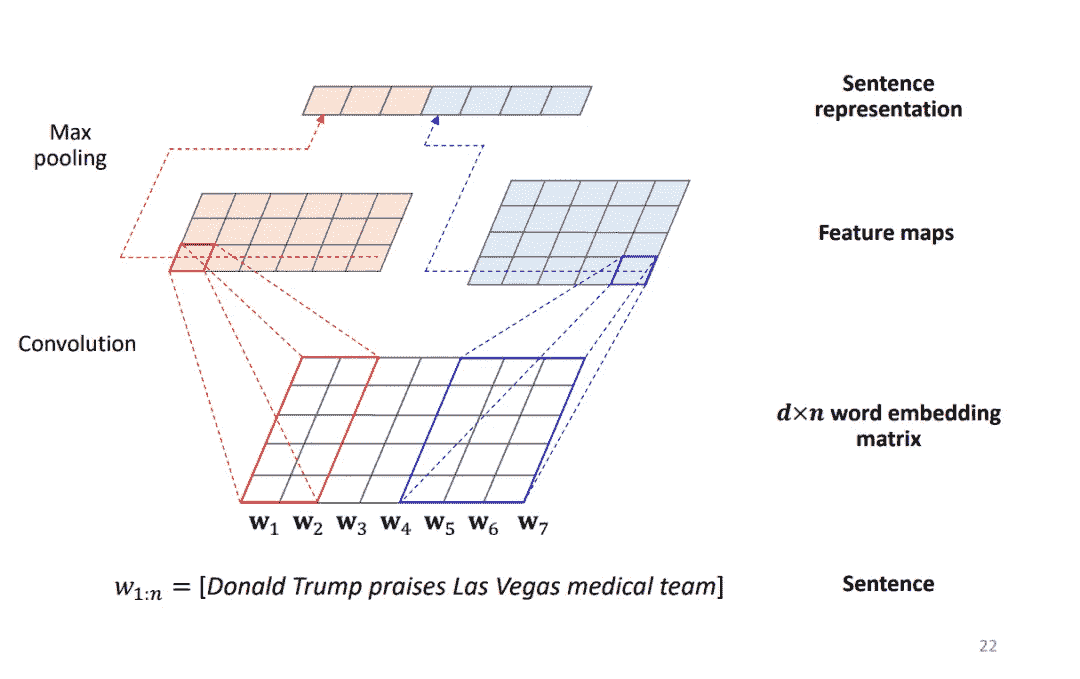 Sentence
representation
Max
pooling
Feature maps
Convolution
d×n word embedding
matrix
w₁ w₂ w₃ w₄ w₅ w₆ w₇
w₁:ₙ = [Donald Trump praises Las Vegas medical team]
Sentence
22